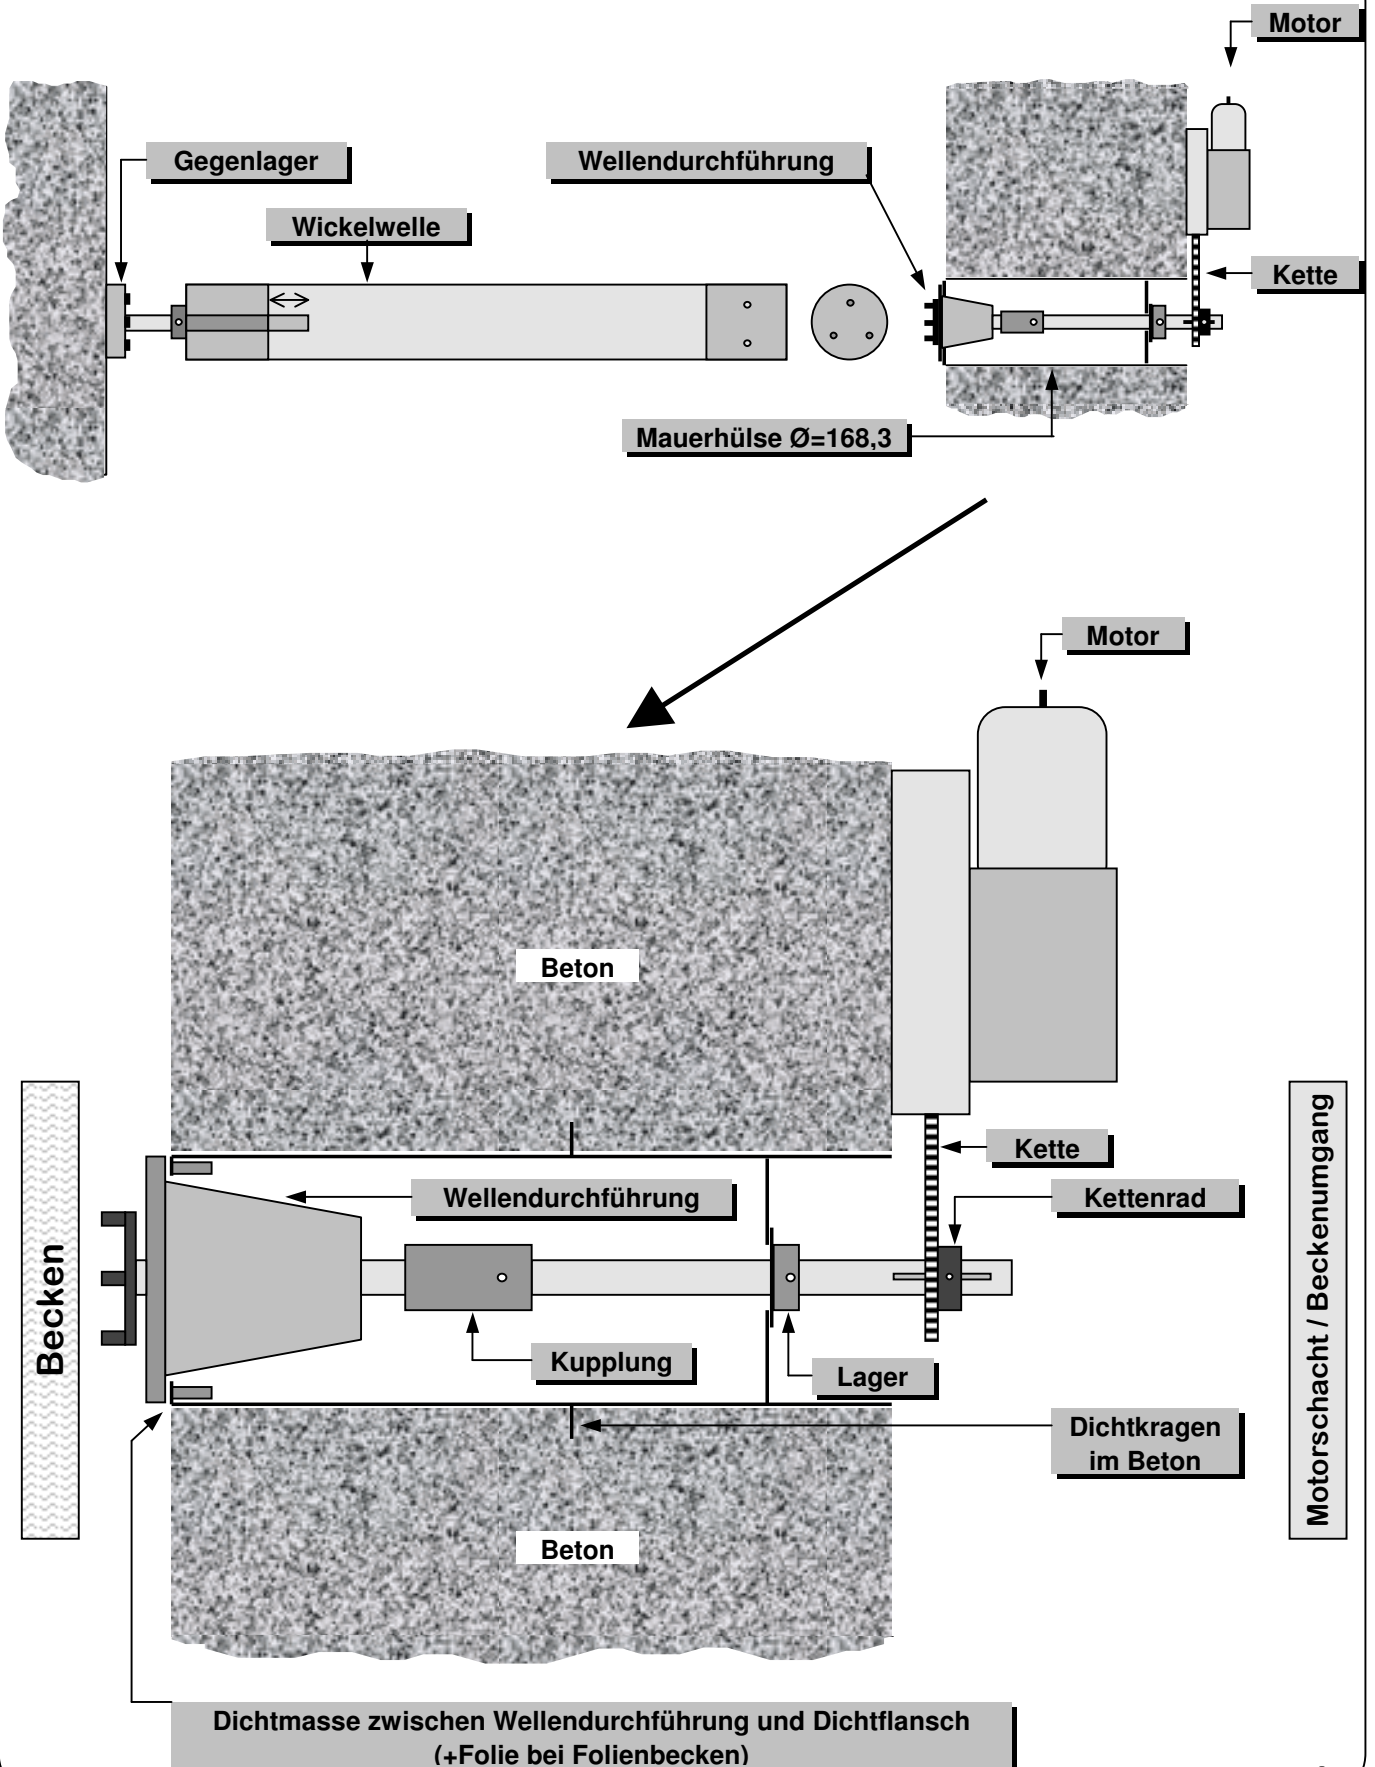 Motor
Gegenlager
Wellendurchführung
Wickelwelle
Kette
Mauerhülse Ø=168,3
Motor
Beton
Kette
Wellendurchführung
Kettenrad
Becken
Motorschacht / Beckenumgang
Kupplung
Lager
Dichtkragen
im Beton
Beton
Dichtmasse zwischen Wellendurchführung und Dichtflansch
(+Folie bei Folienbecken)